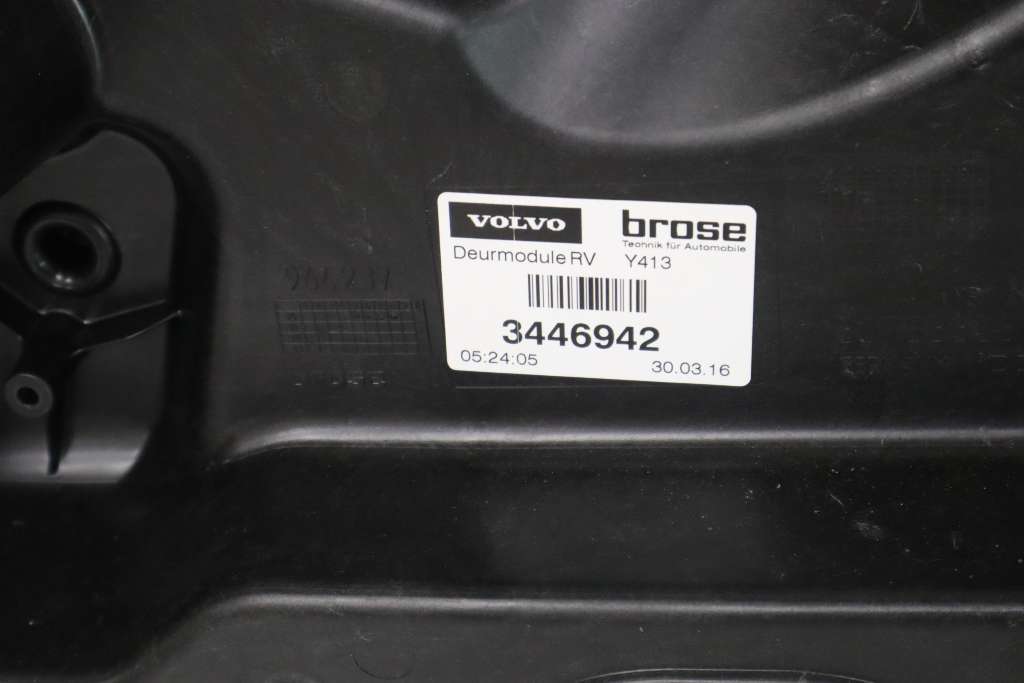 VOLVO brose
Technik für Automobile
Deurmodule RV Y413
3446942
05:24:05 30.03.16